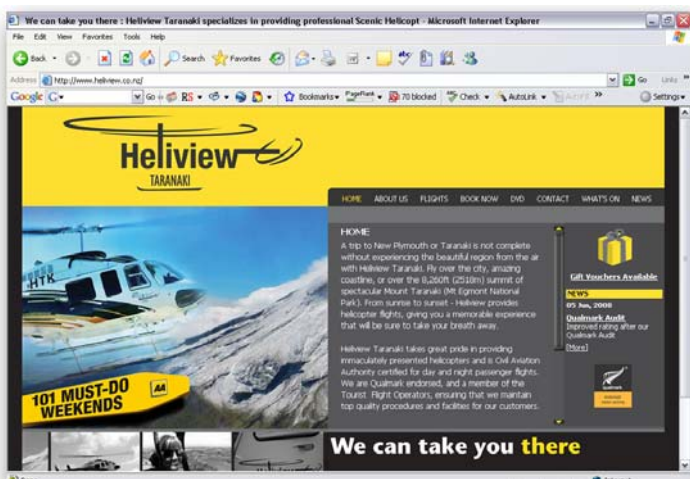 We can take you there : Heliview Taranaki specializes in providing professional Scenic Helicopt - Microsoft Internet Explorer
File Edit View Favorites Tools Help
Back Search Favorites
Address http://www.heliview.co.nz/ Go Links »
Google G Go RS Bookmarks PageRank 70 blocked Check AutoLink » Settings
Heliview
TARANAKI
HOME ABOUT US FLIGHTS BOOK NOW DVD CONTACT WHAT'S ON NEWS
HTK
101 MUST-DO
WEEKENDS
AA
HOME
A trip to New Plymouth or Taranaki is not complete
without experiencing the beautiful region from the air
with Heliview Taranaki. Fly over the city, amazing
coastline, or over the 8,260ft (2518m) summit of
spectacular Mount Taranaki (Mt Egmont National
Park). From sunrise to sunset - Heliview provides
helicopter flights, giving you a memorable experience
that will be sure to take your breath away.
Heliview Taranaki takes great pride in providing
immaculately presented helicopters and is Civil Aviation
Authority certified for day and night passenger flights.
We are Qualmark endorsed, and a member of the
Tourist Flight Operators, ensuring that we maintain
top quality procedures and facilities for our customers.
Gift Vouchers Available
NEWS
05 Jun, 2008
Qualmark Audit
Improved rating after our
Qualmark Audit
[More]
Qualmark
We can take you there